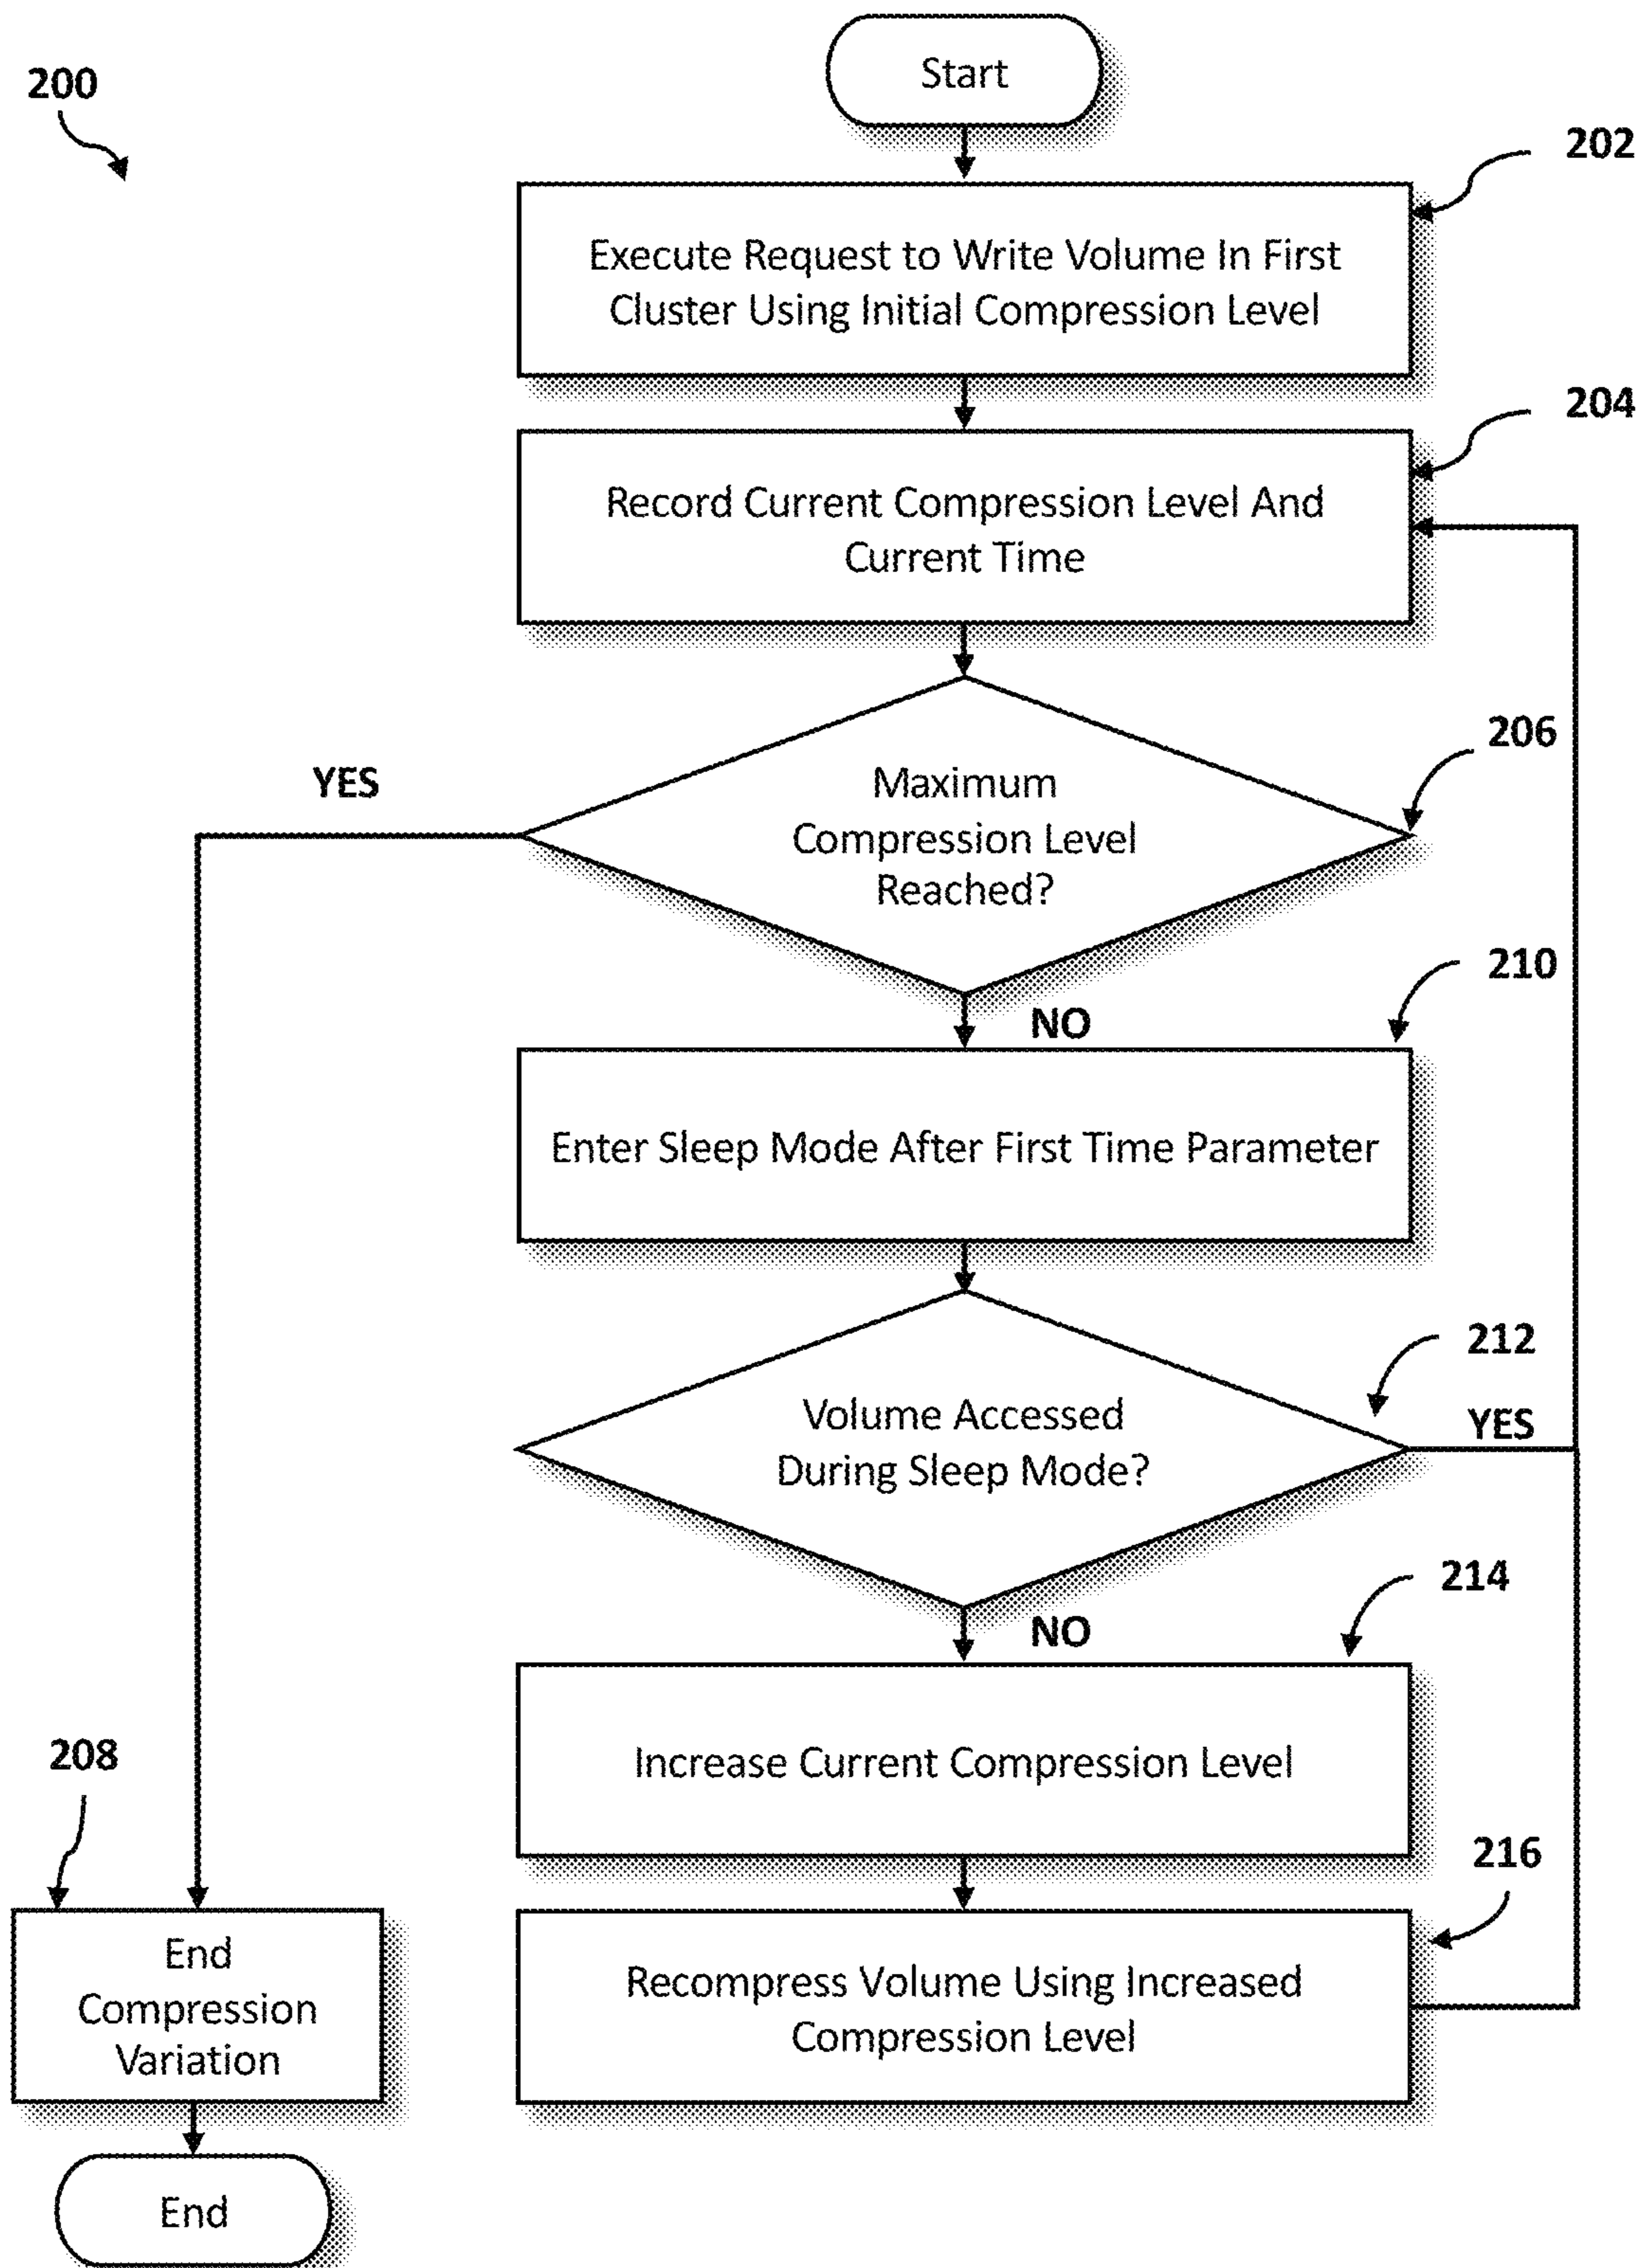 Start
200
202
Execute Request to Write Volume In First
Cluster Using Initial Compression Level
204
Record Current Compression Level And
Current Time
206
YES
Maximum
Compression Level
Reached?
210
NO
Enter Sleep Mode After First Time Parameter
212
Volume Accessed
During Sleep Mode?
YES
214
NO
Increase Current Compression Level
208
216
End
Compression
Variation
Recompress Volume Using Increased
Compression Level
End